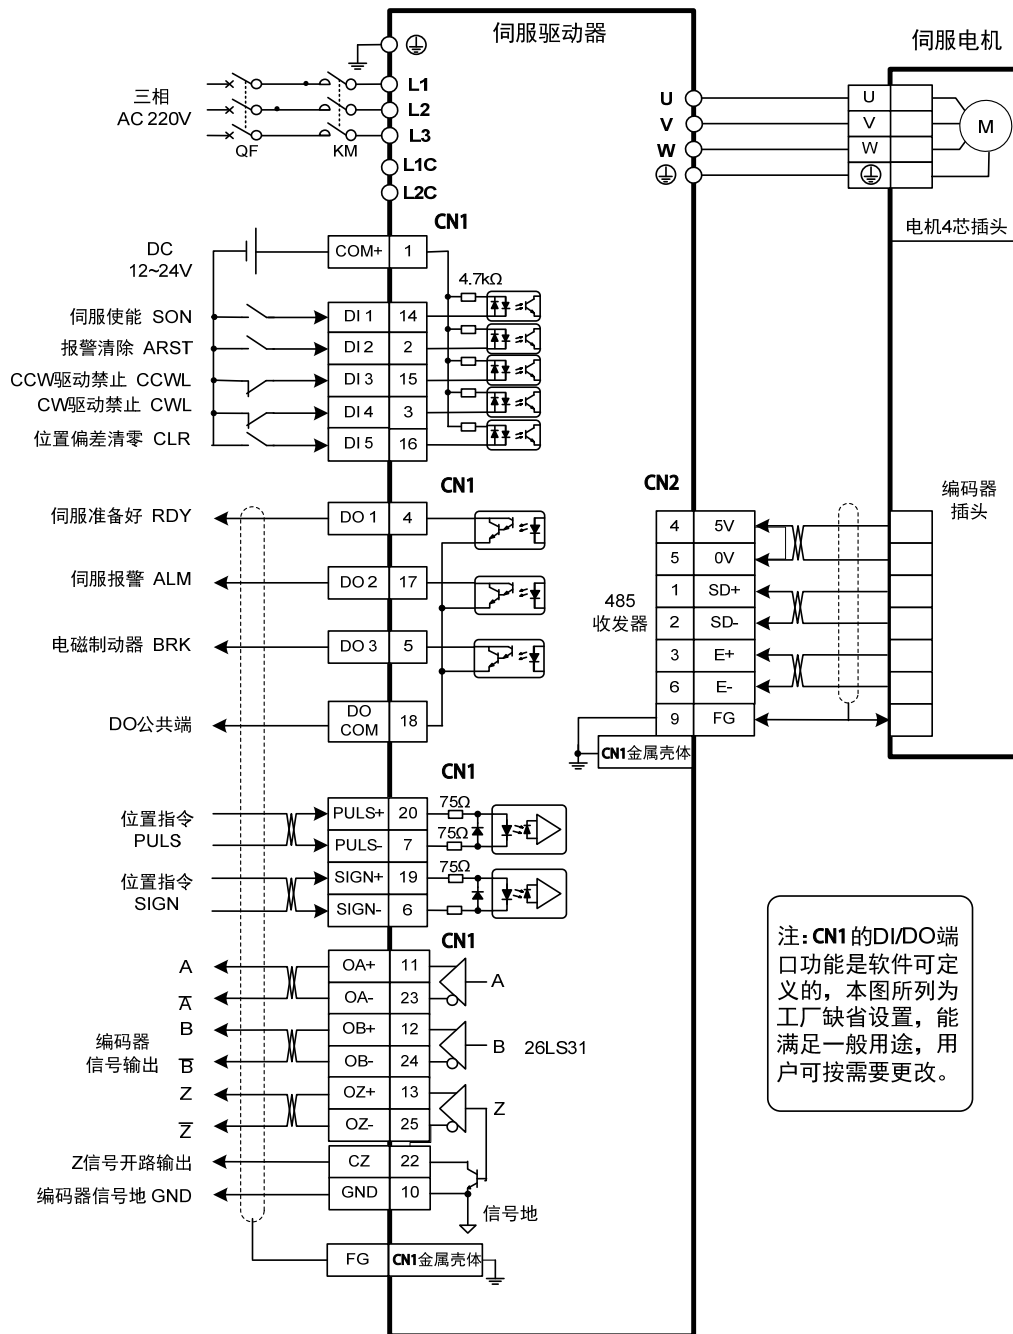 伺服驱动器
伺服电机
三相
AC 220V
QF
KM
L1
L2
L3
L1C
L2C
U
V
W
U
V
W
M
电机4芯插头
CN1
DC
12~24V
COM+ 1
4.7kΩ
伺服使能 SON DI 1 14
报警清除 ARST DI 2 2
CCW驱动禁止 CCWL DI 3 15
CW驱动禁止 CWL DI 4 3
位置偏差清零 CLR DI 5 16
CN1
伺服准备好 RDY DO 1 4
伺服报警 ALM DO 2 17
电磁制动器 BRK DO 3 5
DO公共端 DO COM 18
CN2
编码器
插头
485
收发器
4 5V
5 0V
1 SD+
2 SD-
3 E+
6 E-
9 FG
CN1金属壳体
CN1
位置指令
PULS
PULS+ 20 75Ω
PULS- 7 75Ω
位置指令
SIGN
SIGN+ 19 75Ω
SIGN- 6
CN1
编码器
信号输出
A OA+ 11 A
A̅ OA- 23
B OB+ 12 B 26LS31
B̅ OB- 24
Z OZ+ 13 Z
Z̅ OZ- 25
Z信号开路输出 CZ 22
编码器信号地 GND GND 10
信号地
FG CN1金属壳体
注：CN1 的DI/DO端
口功能是软件可定
义的，本图所列为
工厂缺省设置，能
满足一般用途，用
户可按需要更改。